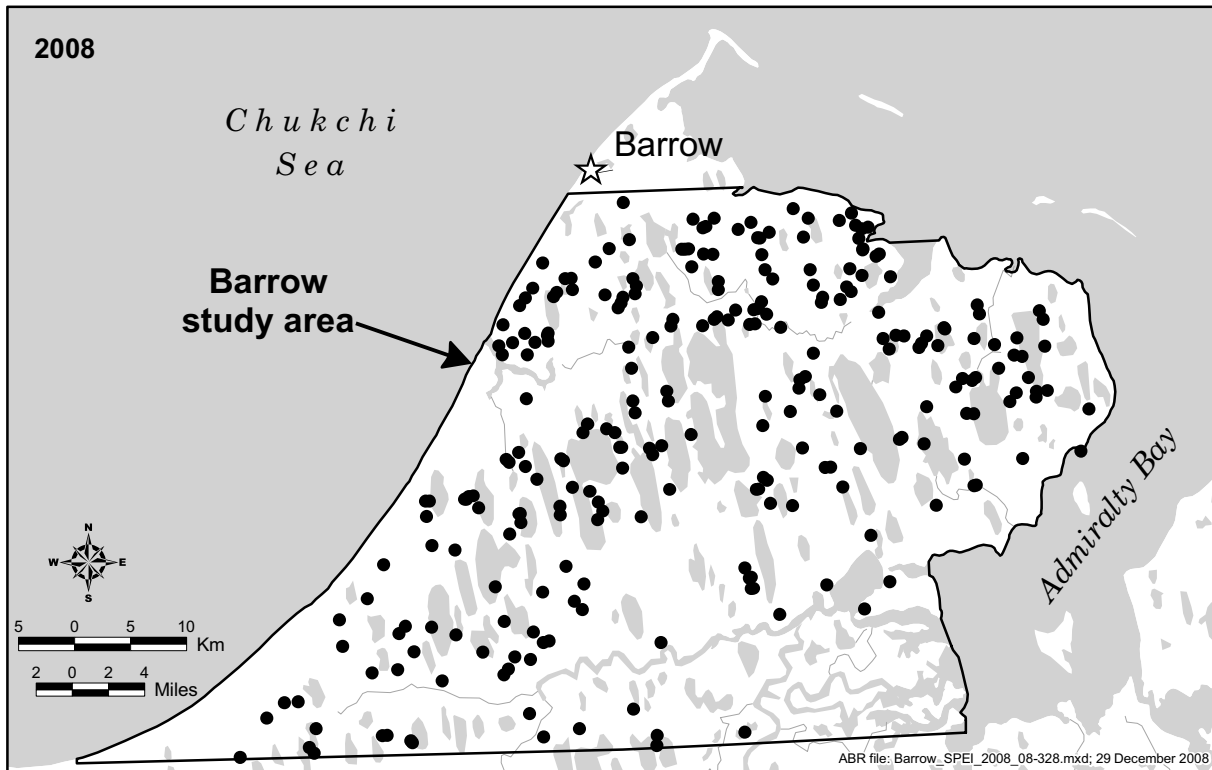 2008
Chukchi
Sea
Barrow
Barrow
study area
Admiralty Bay
N
W E
S
5 0 5 10
Km
2 0 2 4
Miles
ABR file: Barrow_SPEI_2008_08-328.mxd; 29 December 2008